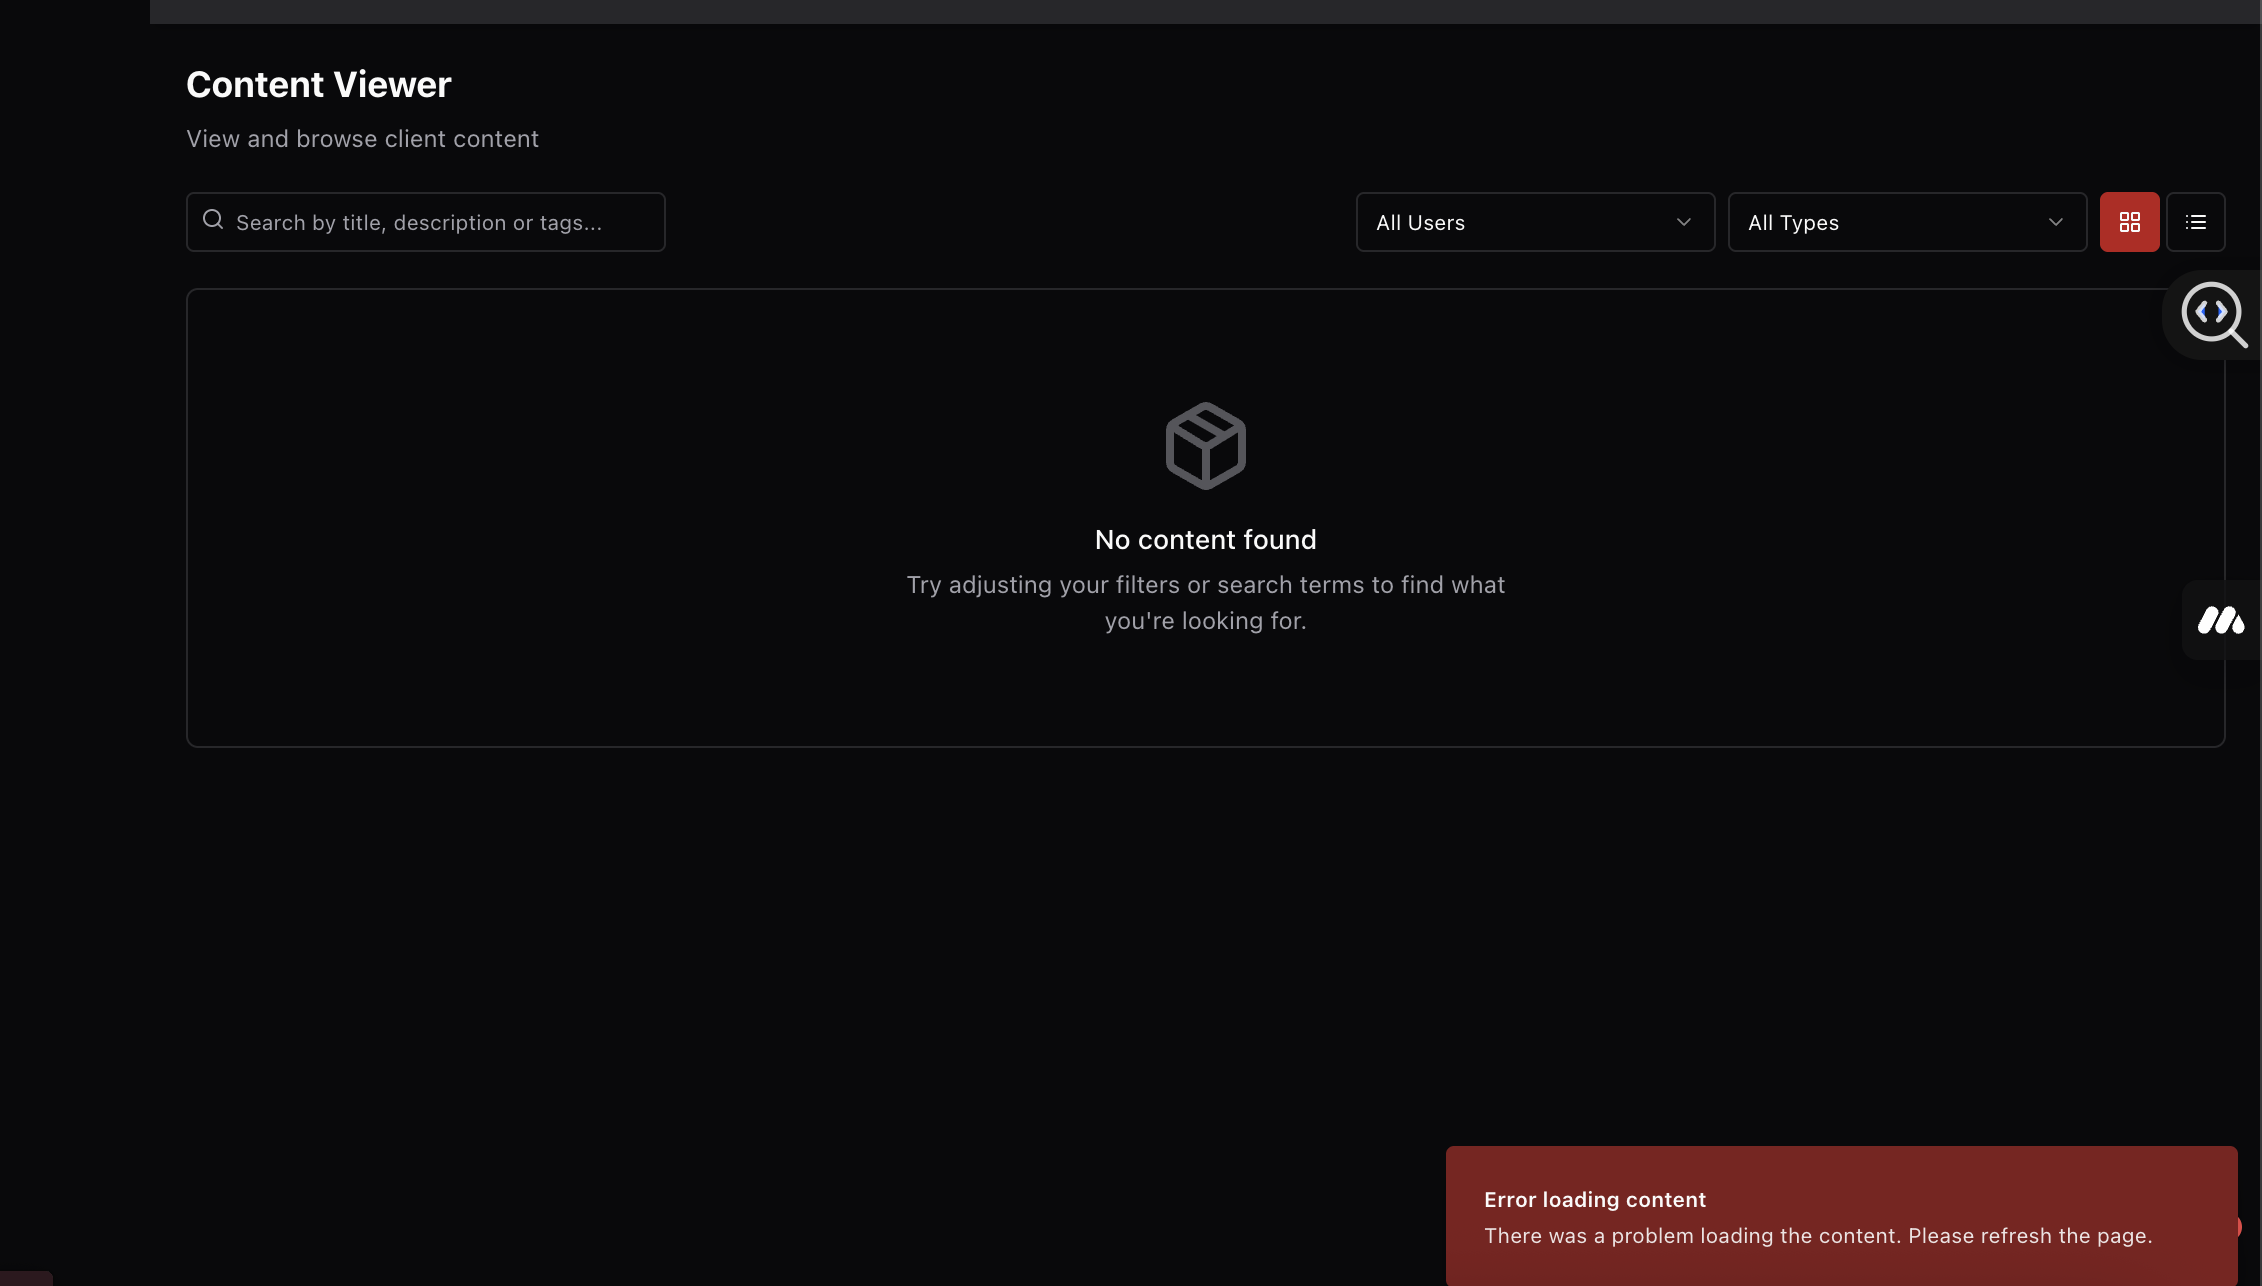 Content Viewer
View and browse client content
Search by title, description or tags...
All Users
All Types
No content found
Try adjusting your filters or search terms to find what
you're looking for.
Error loading content
There was a problem loading the content. Please refresh the page.